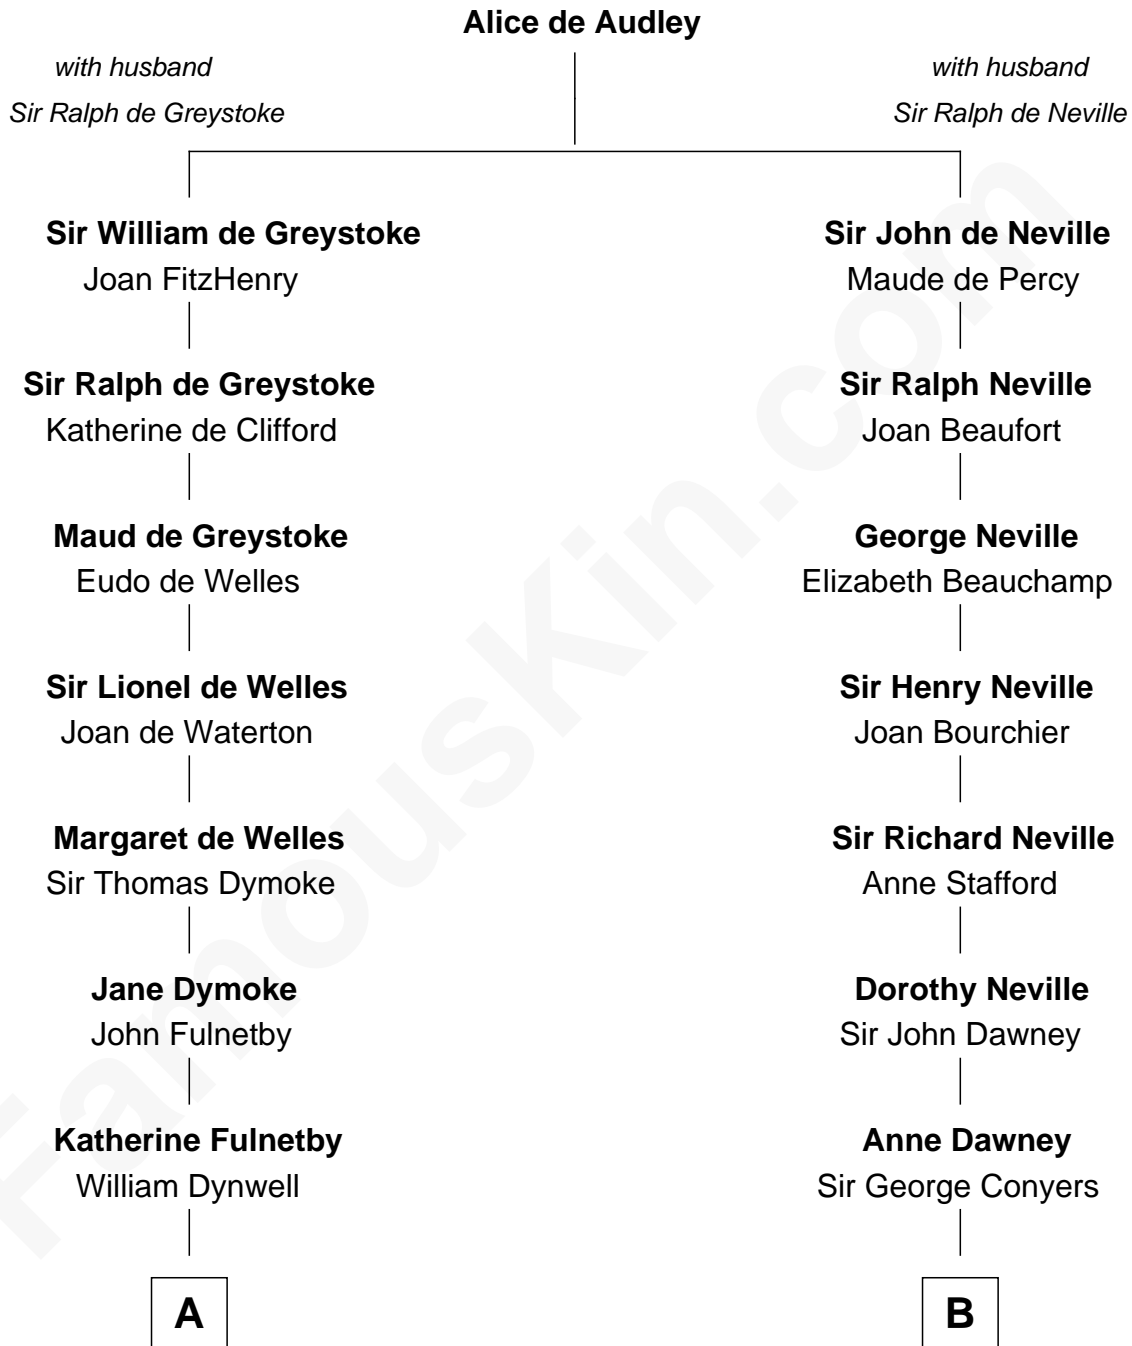 Alice de Audley
with husband
Sir Ralph de Greystoke
with husband
Sir Ralph de Neville
Sir William de Greystoke
Joan FitzHenry
Sir John de Neville
Maude de Percy
Sir Ralph de Greystoke
Katherine de Clifford
Sir Ralph Neville
Joan Beaufort
Maud de Greystoke
Eudo de Welles
George Neville
Elizabeth Beauchamp
Sir Lionel de Welles
Joan de Waterton
Sir Henry Neville
Joan Bourchier
Margaret de Welles
Sir Thomas Dymoke
Sir Richard Neville
Anne Stafford
Jane Dymoke
John Fulnetby
Dorothy Neville
Sir John Dawney
Katherine Fulnetby
William Dynwell
Anne Dawney
Sir George Conyers
A
B
FamousKin.com